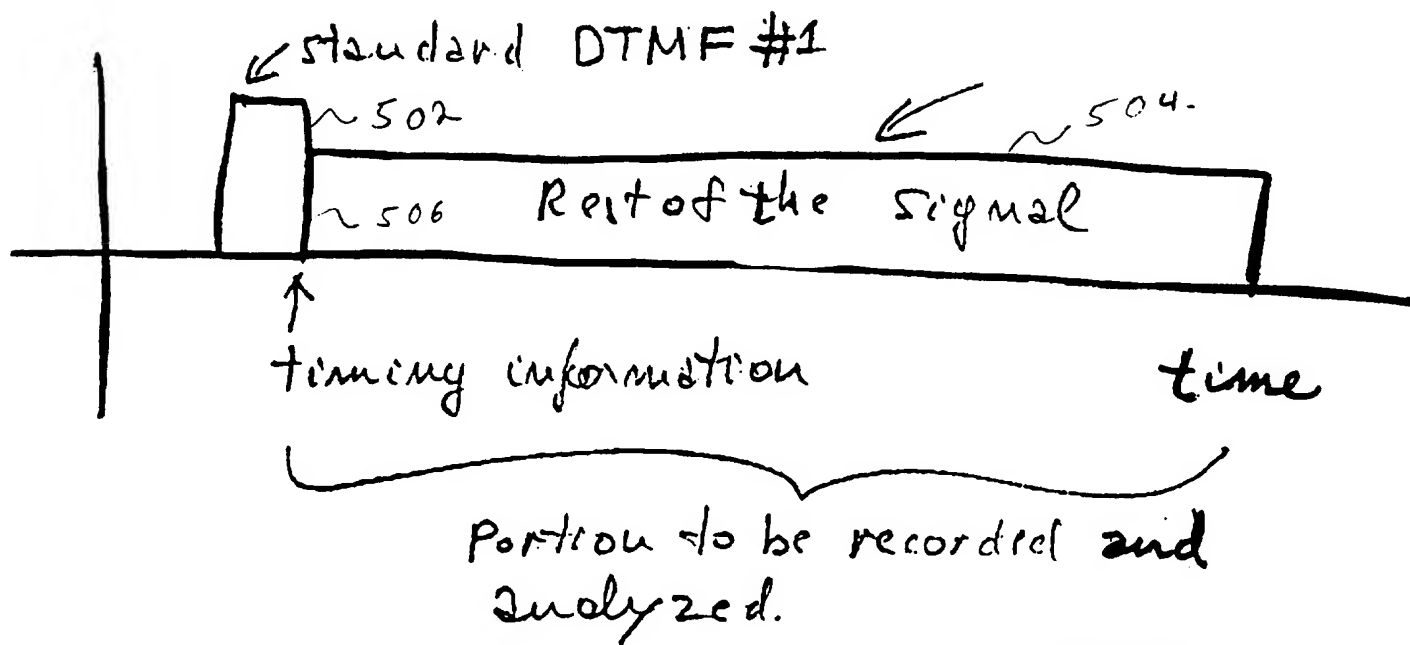 standard DTMF #1
502
504.
506
Rest of the signal
timing information
time
Portion to be recorded and
analyzed.